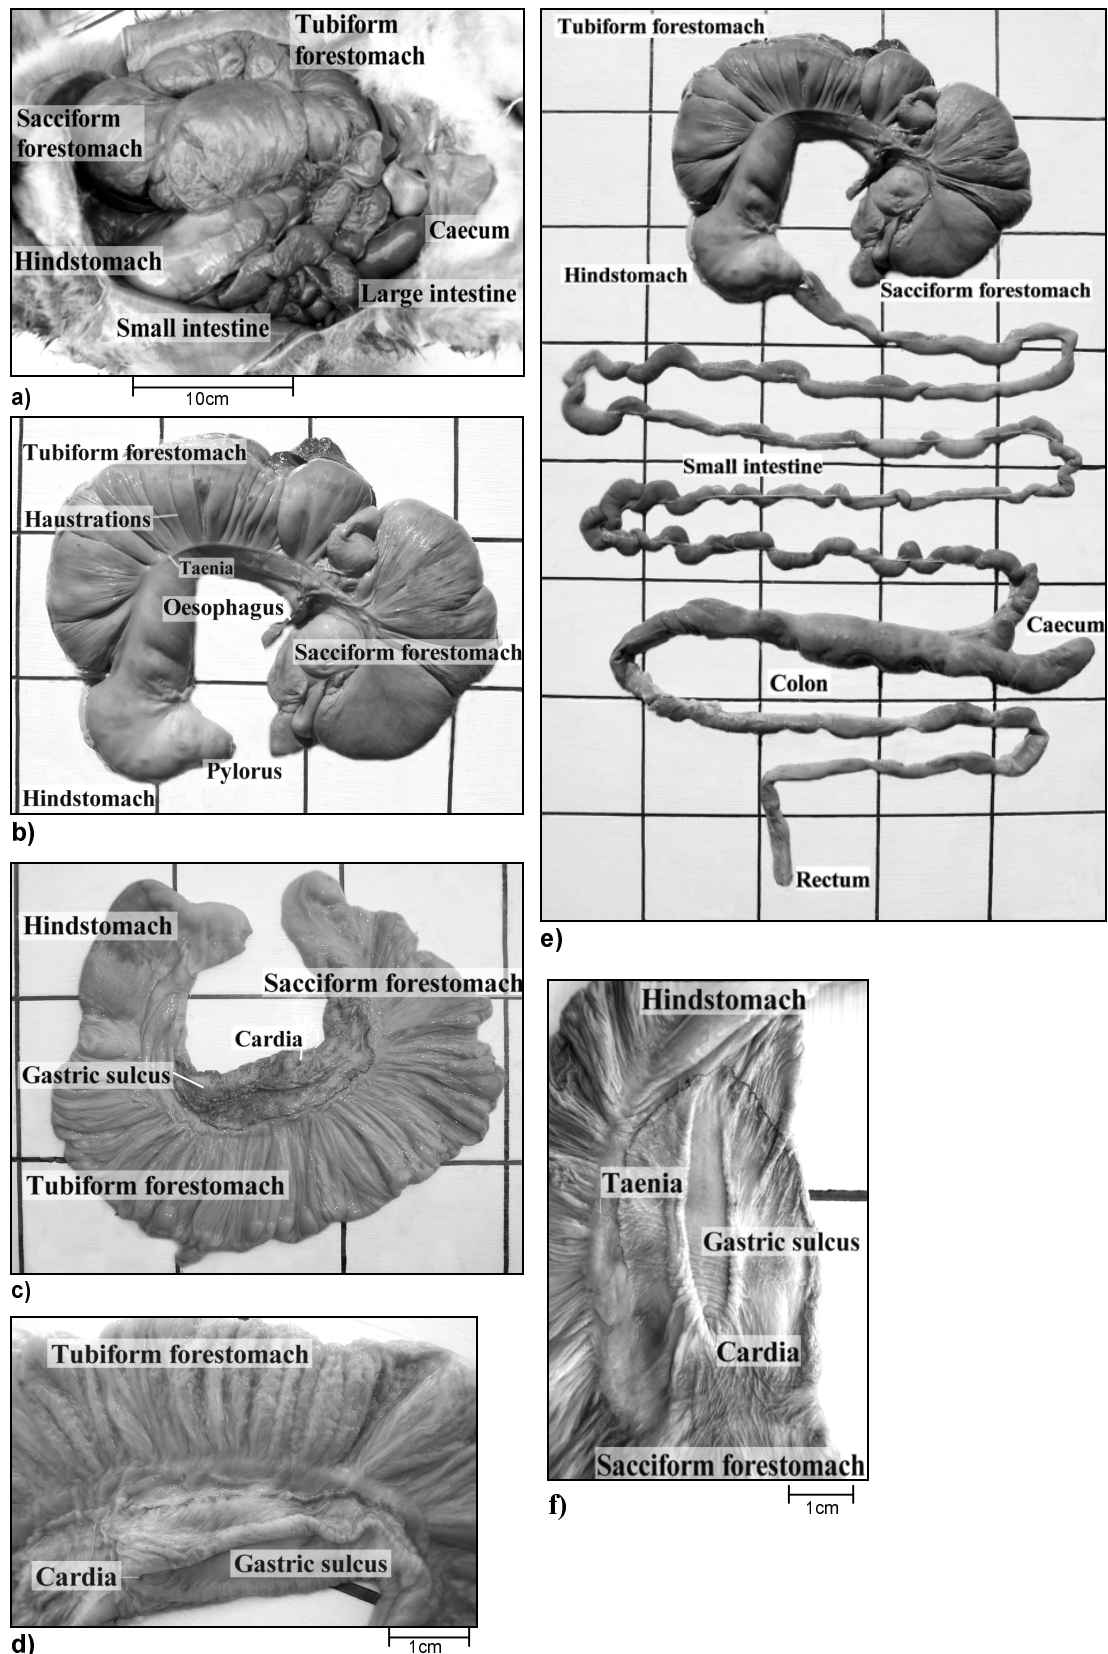 Tubiform
forestomach
Sacciform
forestomach
Caecum
Hindstomach
Large intestine
Small intestine
a)
10cm
Tubiform forestomach
Haustrations
Taenia
Oesophagus
Sacciform forestomach
Pylorus
Hindstomach
b)
Hindstomach
Sacciform forestomach
Cardia
Gastric sulcus
Tubiform forestomach
c)
Tubiform forestomach
Gastric sulcus
Cardia
d)
1cm
Tubiform forestomach
Hindstomach
Sacciform forestomach
Small intestine
Caecum
Colon
Rectum
e)
Hindstomach
Taenia
Gastric sulcus
Cardia
Sacciform forestomach
f)
1cm